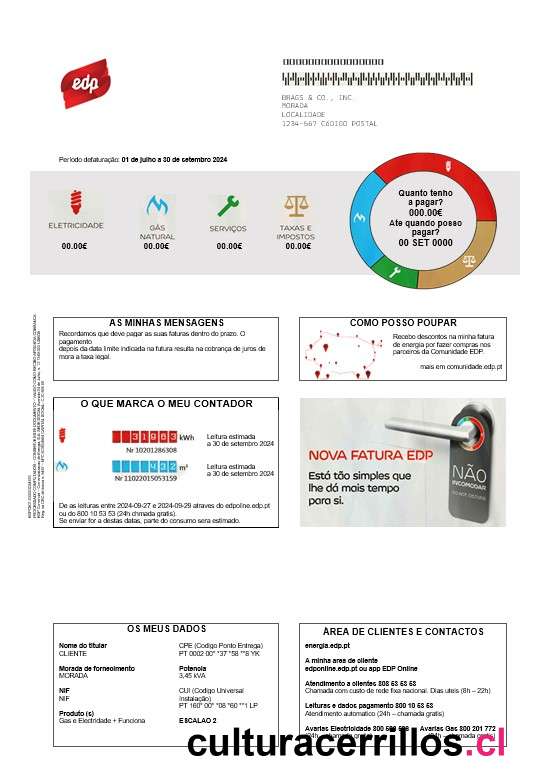 edp
BRAGS & CO., INC.
MORADA
LOCALIDADE
1234-567 CÓDIGO POSTAL
Período defaturação: 01 de julho a 30 de setembro 2024
ELETRICIDADE
00.00€
GÁS
NATURAL
00.00€
SERVIÇOS
00.00€
TAXAS E
IMPOSTOS
00.00€
Quanto tenho
a pagar?
000.00€
Ate quando posso
pagar?
00 SET 0000
AS MINHAS MENSAGENS
Recordamos que deve pagar as suas faturas dentro do prazo. O
pagamento
depois da data limite indicada na futura resulta na cobrança de juros de
mora a taxa legal.
COMO POSSO POUPAR
Recebo descontos na minha fatura
de energia por fazer compras nos
parceiros da Comunidade EDP
mais em comunidade.edp.pt
O QUE MARCA O MEU CONTADOR
31963 kWh
Nr 10201286308
Leitura estimada
a 30 de setembro 2024
432 m³
Nr 11022015053159
Leitura estimada
a 30 de setembro 2024
De as leituras entre 2024-09-27 e 2024-09-29 atraves do edpoline.edp.pt
ou do 800 10 53 53 (24h chmada gratis).
Se enviar for a destas datas, parte do consumo sera estimado.
NOVA FATURA EDP
Está tão simples que
lhe dá mais tempo
para si.
NÃO
INCOMODAR
DO NOT DISTURB
OS MEUS DADOS
Nome do titular
CLIENTE
Morada de fornecimento
MORADA
NIF
NIF
Produto (s)
Gas e Electridade + Funciona
CPE (Codigo Ponto Entrega)
PT 0002 00* *37 *58 **8 YK
Potencia
3,45 kVA
CUI (Codigo Universal
Instalação)
PT 160* 00* *08 *60 **1 LP
ESCALAO 2
ÁREA DE CLIENTES E CONTACTOS
energia.edp.pt
A minha area de cliente
edponline.edp.pt ou app EDP Online
Atendimento a clientes 808 53 53 53
Chamada com custo de rede fixa nacional. Dias uteis (8h – 22h)
Leituras e dados pagamento 800 10 53 53
Atendimento automatico (24h – chamada gratis)
Avarias Electridade 800 506 506
Avarias Gas 800 201 772
culturacerrillos.cl